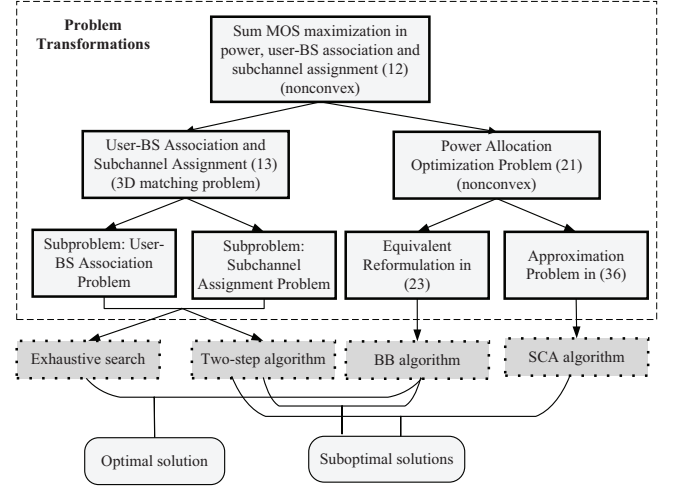 Problem
Transformations
Sum MOS maximization in
power, user-BS association and
subchannel assignment (12)
(nonconvex)
User-BS Association and
Subchannel Assignment (13)
(3D matching problem)
Power Allocation
Optimization Problem (21)
(nonconvex)
Subproblem: User-
BS Association
Problem
Subproblem:
Subchannel
Assignment Problem
Equivalent
Reformulation in
(23)
Approximation
Problem in (36)
Exhaustive search
Two-step algorithm
BB algorithm
SCA algorithm
Optimal solution
Suboptimal solutions